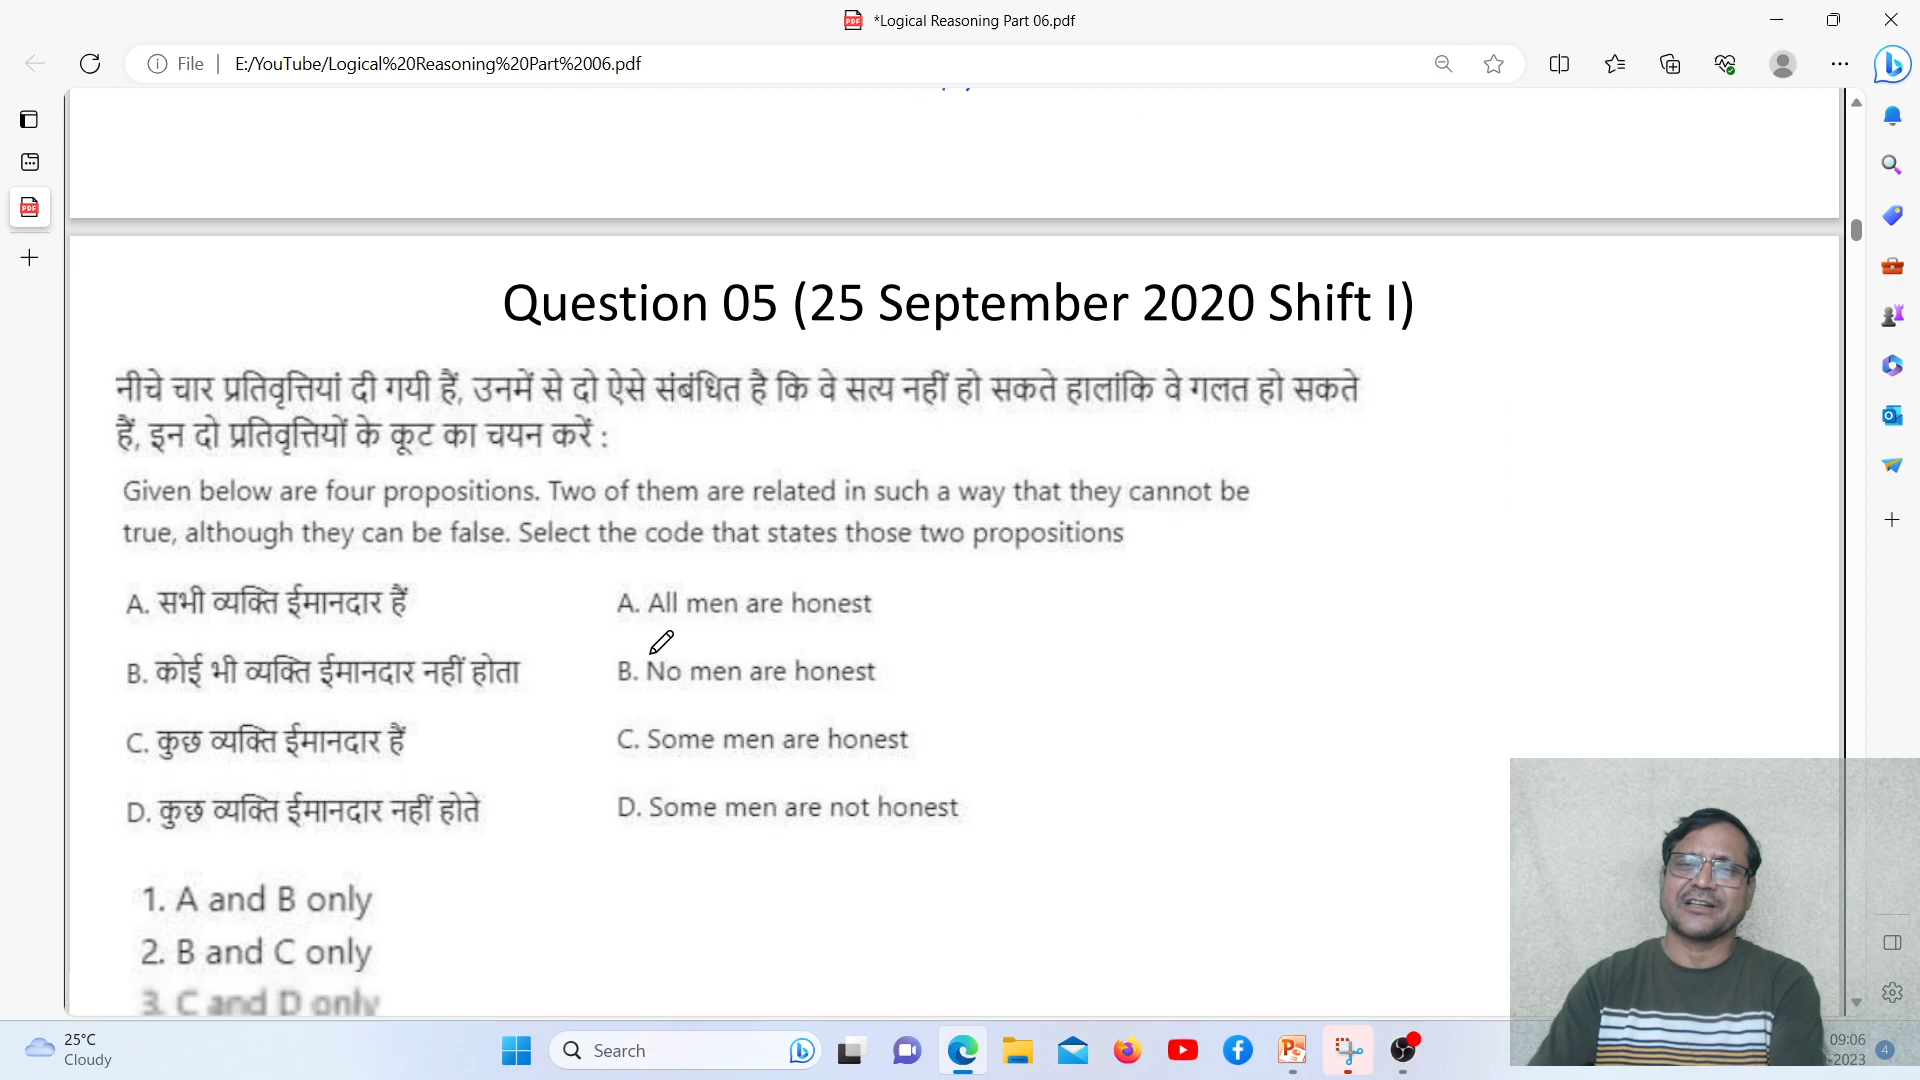 *Logical Reasoning Part 06.pdf
File
E:/YouTube/Logical%20Reasoning%20Part%2006.pdf
Question 05 (25 September 2020 Shift I)
नीचे चार प्रतिवृत्तियां दी गयी हैं, उनमें से दो ऐसे संबंधित है कि वे सत्य नहीं हो सकते हालांकि वे गलत हो सकते
हैं, इन दो प्रतिवृत्तियों के कूट का चयन करें :
Given below are four propositions. Two of them are related in such a way that they cannot be
true, although they can be false. Select the code that states those two propositions
A. सभी व्यक्ति ईमानदार हैं
A. All men are honest
B. कोई भी व्यक्ति ईमानदार नहीं होता
B. No men are honest
C. कुछ व्यक्ति ईमानदार हैं
C. Some men are honest
D. कुछ व्यक्ति ईमानदार नहीं होते
D. Some men are not honest
1. A and B only
2. B and C only
3. C and D only
25°C
Cloudy
Search
09:06
-2023
4